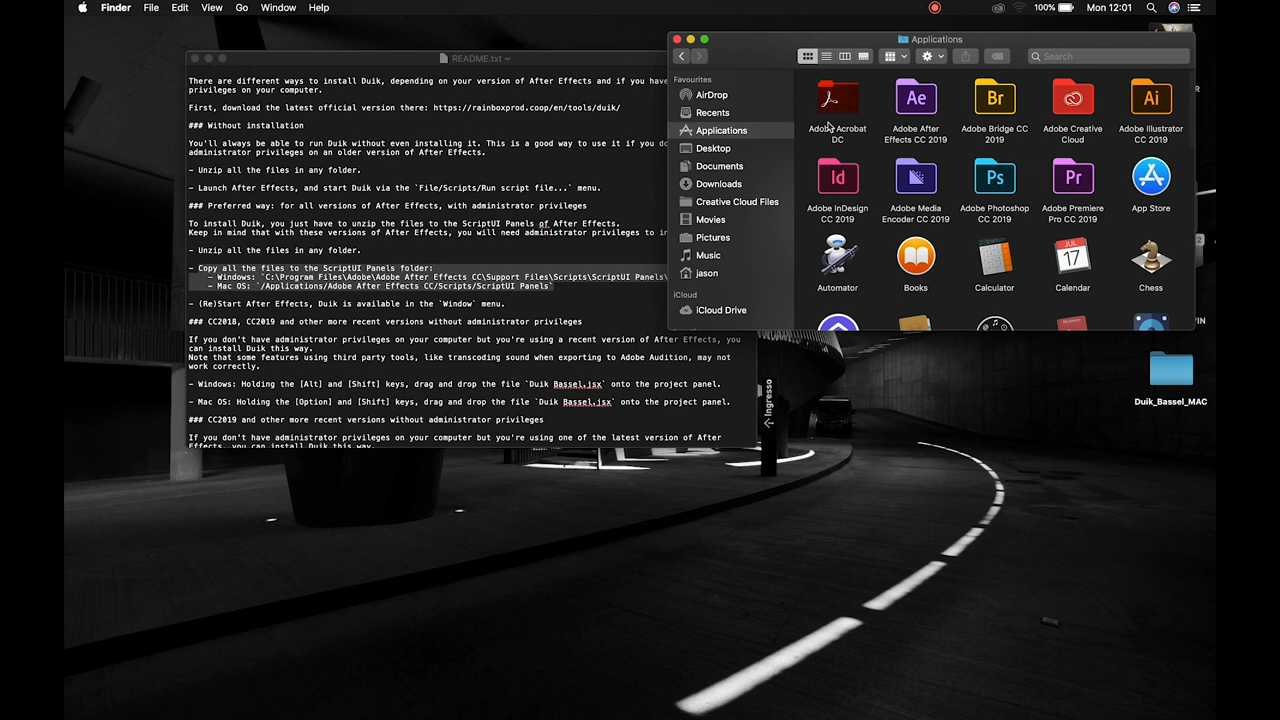 Finder File Edit View Go Window Help
100% Mon 12:01
README.txt
There are different ways to install Duik, depending on your version of After Effects and if you have
privileges on your computer.
First, download the latest official version there: https://rainboxprod.coop/en/tools/duik/
### Without installation
You'll always be able to run Duik without even installing it. This is a good way to use it if you do
administrator privileges on an older version of After Effects.
- Unzip all the files in any folder.
- Launch After Effects, and start Duik via the `File/Scripts/Run script file...` menu.
### Preferred way: for all versions of After Effects, with administrator privileges
To install Duik, you just have to unzip the files to the ScriptUI Panels of After Effects.
Keep in mind that with these versions of After Effects, you will need administrator privileges to in
- Unzip all the files in any folder.
- Copy all the files to the ScriptUI Panels folder:
- Windows: `C:\Program Files\Adobe\Adobe After Effects CC\Support Files\Scripts\ScriptUI Panels\
- Mac OS: `/Applications/Adobe After Effects CC/Scripts/ScriptUI Panels`
- (Re)Start After Effects, Duik is available in the `Window` menu.
### CC2018, CC2019 and other more recent versions without administrator privileges
If you don't have administrator privileges on your computer but you're using a recent version of After Effects, you
can install Duik this way.
Note that some features using third party tools, like transcoding sound when exporting to Adobe Audition, may not
work correctly.
- Windows: Holding the [Alt] and [Shift] keys, drag and drop the file `Duik Bassel.jsx` onto the project panel.
- Mac OS: Holding the [Option] and [Shift] keys, drag and drop the file `Duik Bassel.jsx` onto the project panel.
### CC2019 and other more recent versions without administrator privileges
If you don't have administrator privileges on your computer but you're using one of the latest version of After
Effects, you can install Duik this way.
Applications
Search
Favourites
AirDrop
Recents
Applications
Desktop
Documents
Downloads
Creative Cloud Files
Movies
Pictures
Music
jason
iCloud
iCloud Drive
Adobe Acrobat
DC
Ae
Adobe After
Effects CC 2019
Br
Adobe Bridge CC
2019
Adobe Creative
Cloud
Ai
Adobe Illustrator
CC 2019
Id
Adobe InDesign
CC 2019
Adobe Media
Encoder CC 2019
Ps
Adobe Photoshop
CC 2019
Pr
Adobe Premiere
Pro CC 2019
App Store
Automator
Books
Calculator
JUL
17
Calendar
Chess
Duik_Bassel_MAC
Ingresso